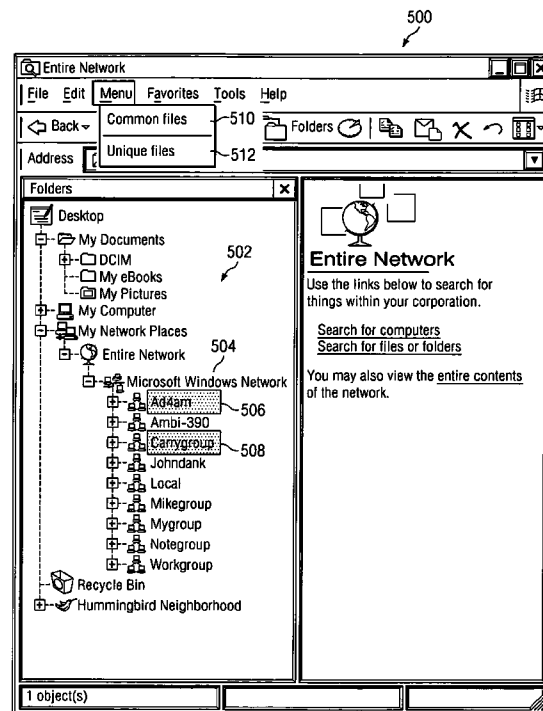 500
Entire Network
File Edit Menu Favorites Tools Help
Back Common files 510 Folders
Unique files 512
Address
Folders
Desktop
My Documents
DCIM
502
My eBooks
My Pictures
My Computer
My Network Places
Entire Network
504
Microsoft Windows Network
Ad4am 506
Ambi-390
Carrygroup 508
Johndank
Local
Mikegroup
Mygroup
Notegroup
Workgroup
Recycle Bin
Hummingbird Neighborhood
Entire Network
Use the links below to search for
things within your corporation.
Search for computers
Search for files or folders
You may also view the entire contents
of the network.
1 object(s)